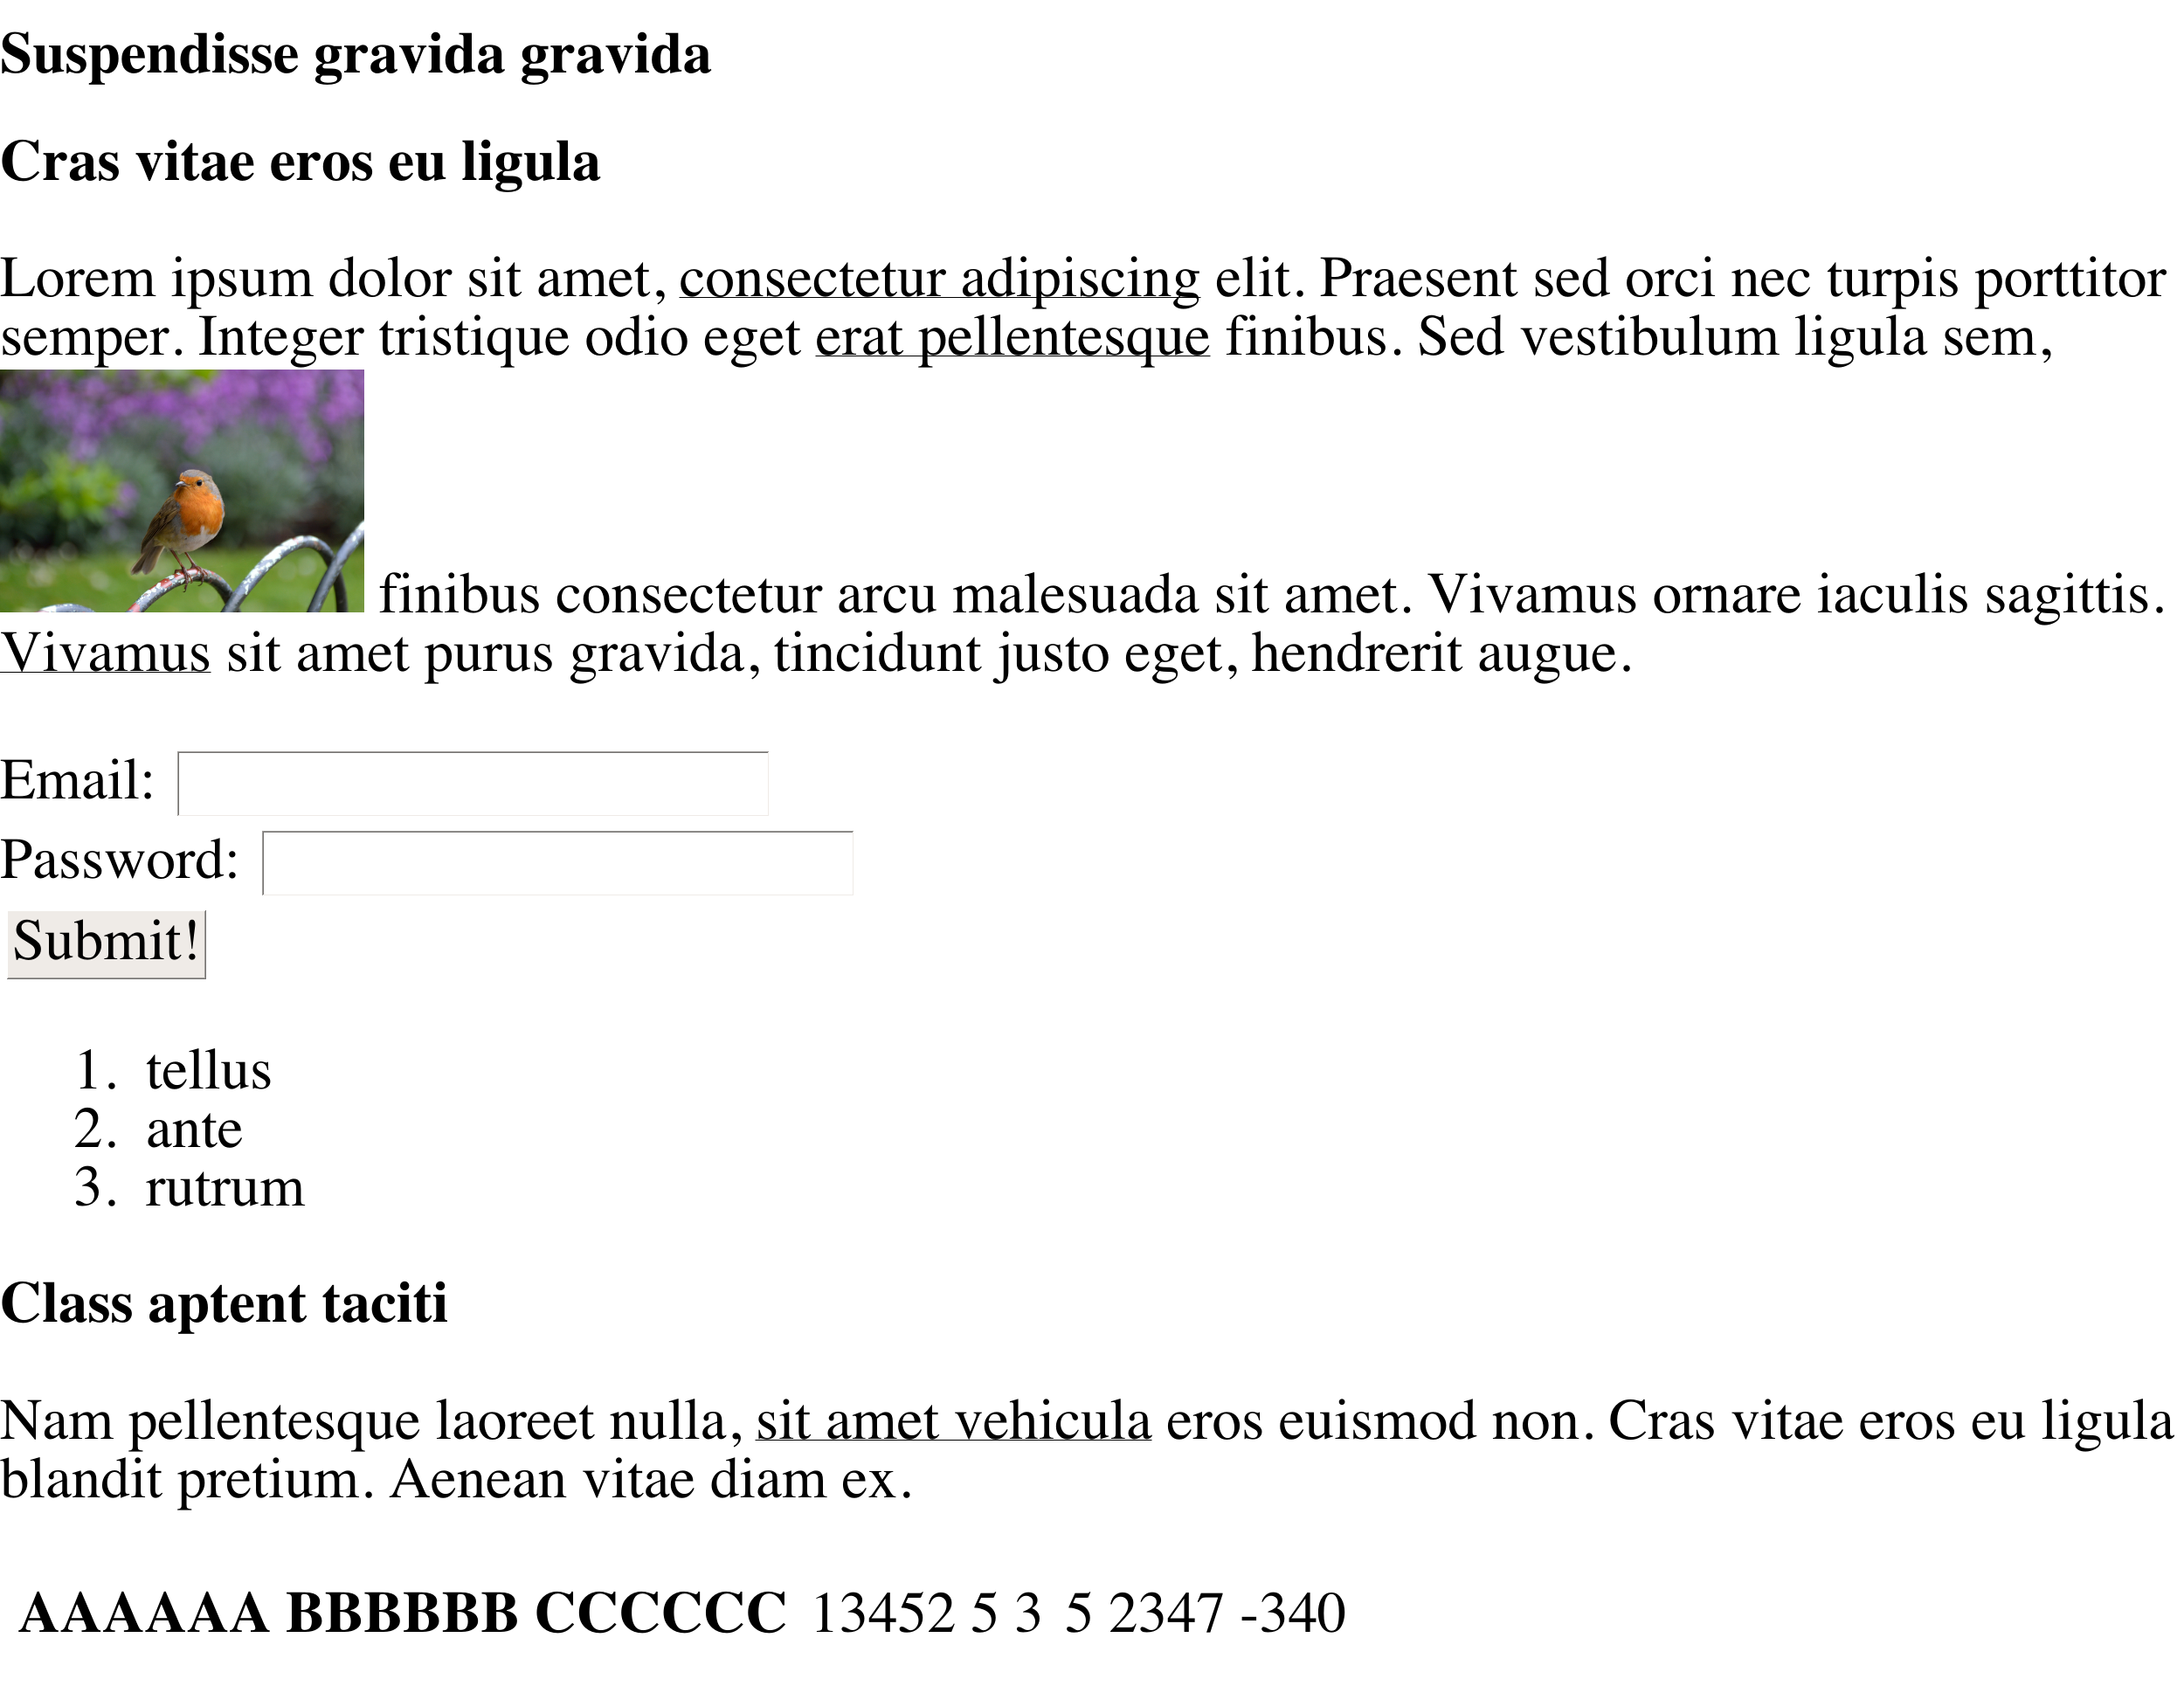 Suspendisse gravida gravida
Cras vitae eros eu ligula
Lorem ipsum dolor sit amet, consectetur adipiscing elit. Praesent sed orci nec turpis porttitor
semper. Integer tristique odio eget erat pellentesque finibus. Sed vestibulum ligula sem,
finibus consectetur arcu malesuada sit amet. Vivamus ornare iaculis sagittis.
Vivamus sit amet purus gravida, tincidunt justo eget, hendrerit augue.
Email:
Password:
Submit!
1. tellus
2. ante
3. rutrum
Class aptent taciti
Nam pellentesque laoreet nulla, sit amet vehicula eros euismod non. Cras vitae eros eu ligula
blandit pretium. Aenean vitae diam ex.
AAAAAA BBBBBB CCCCCC 13452 5 3 5 2347 -340